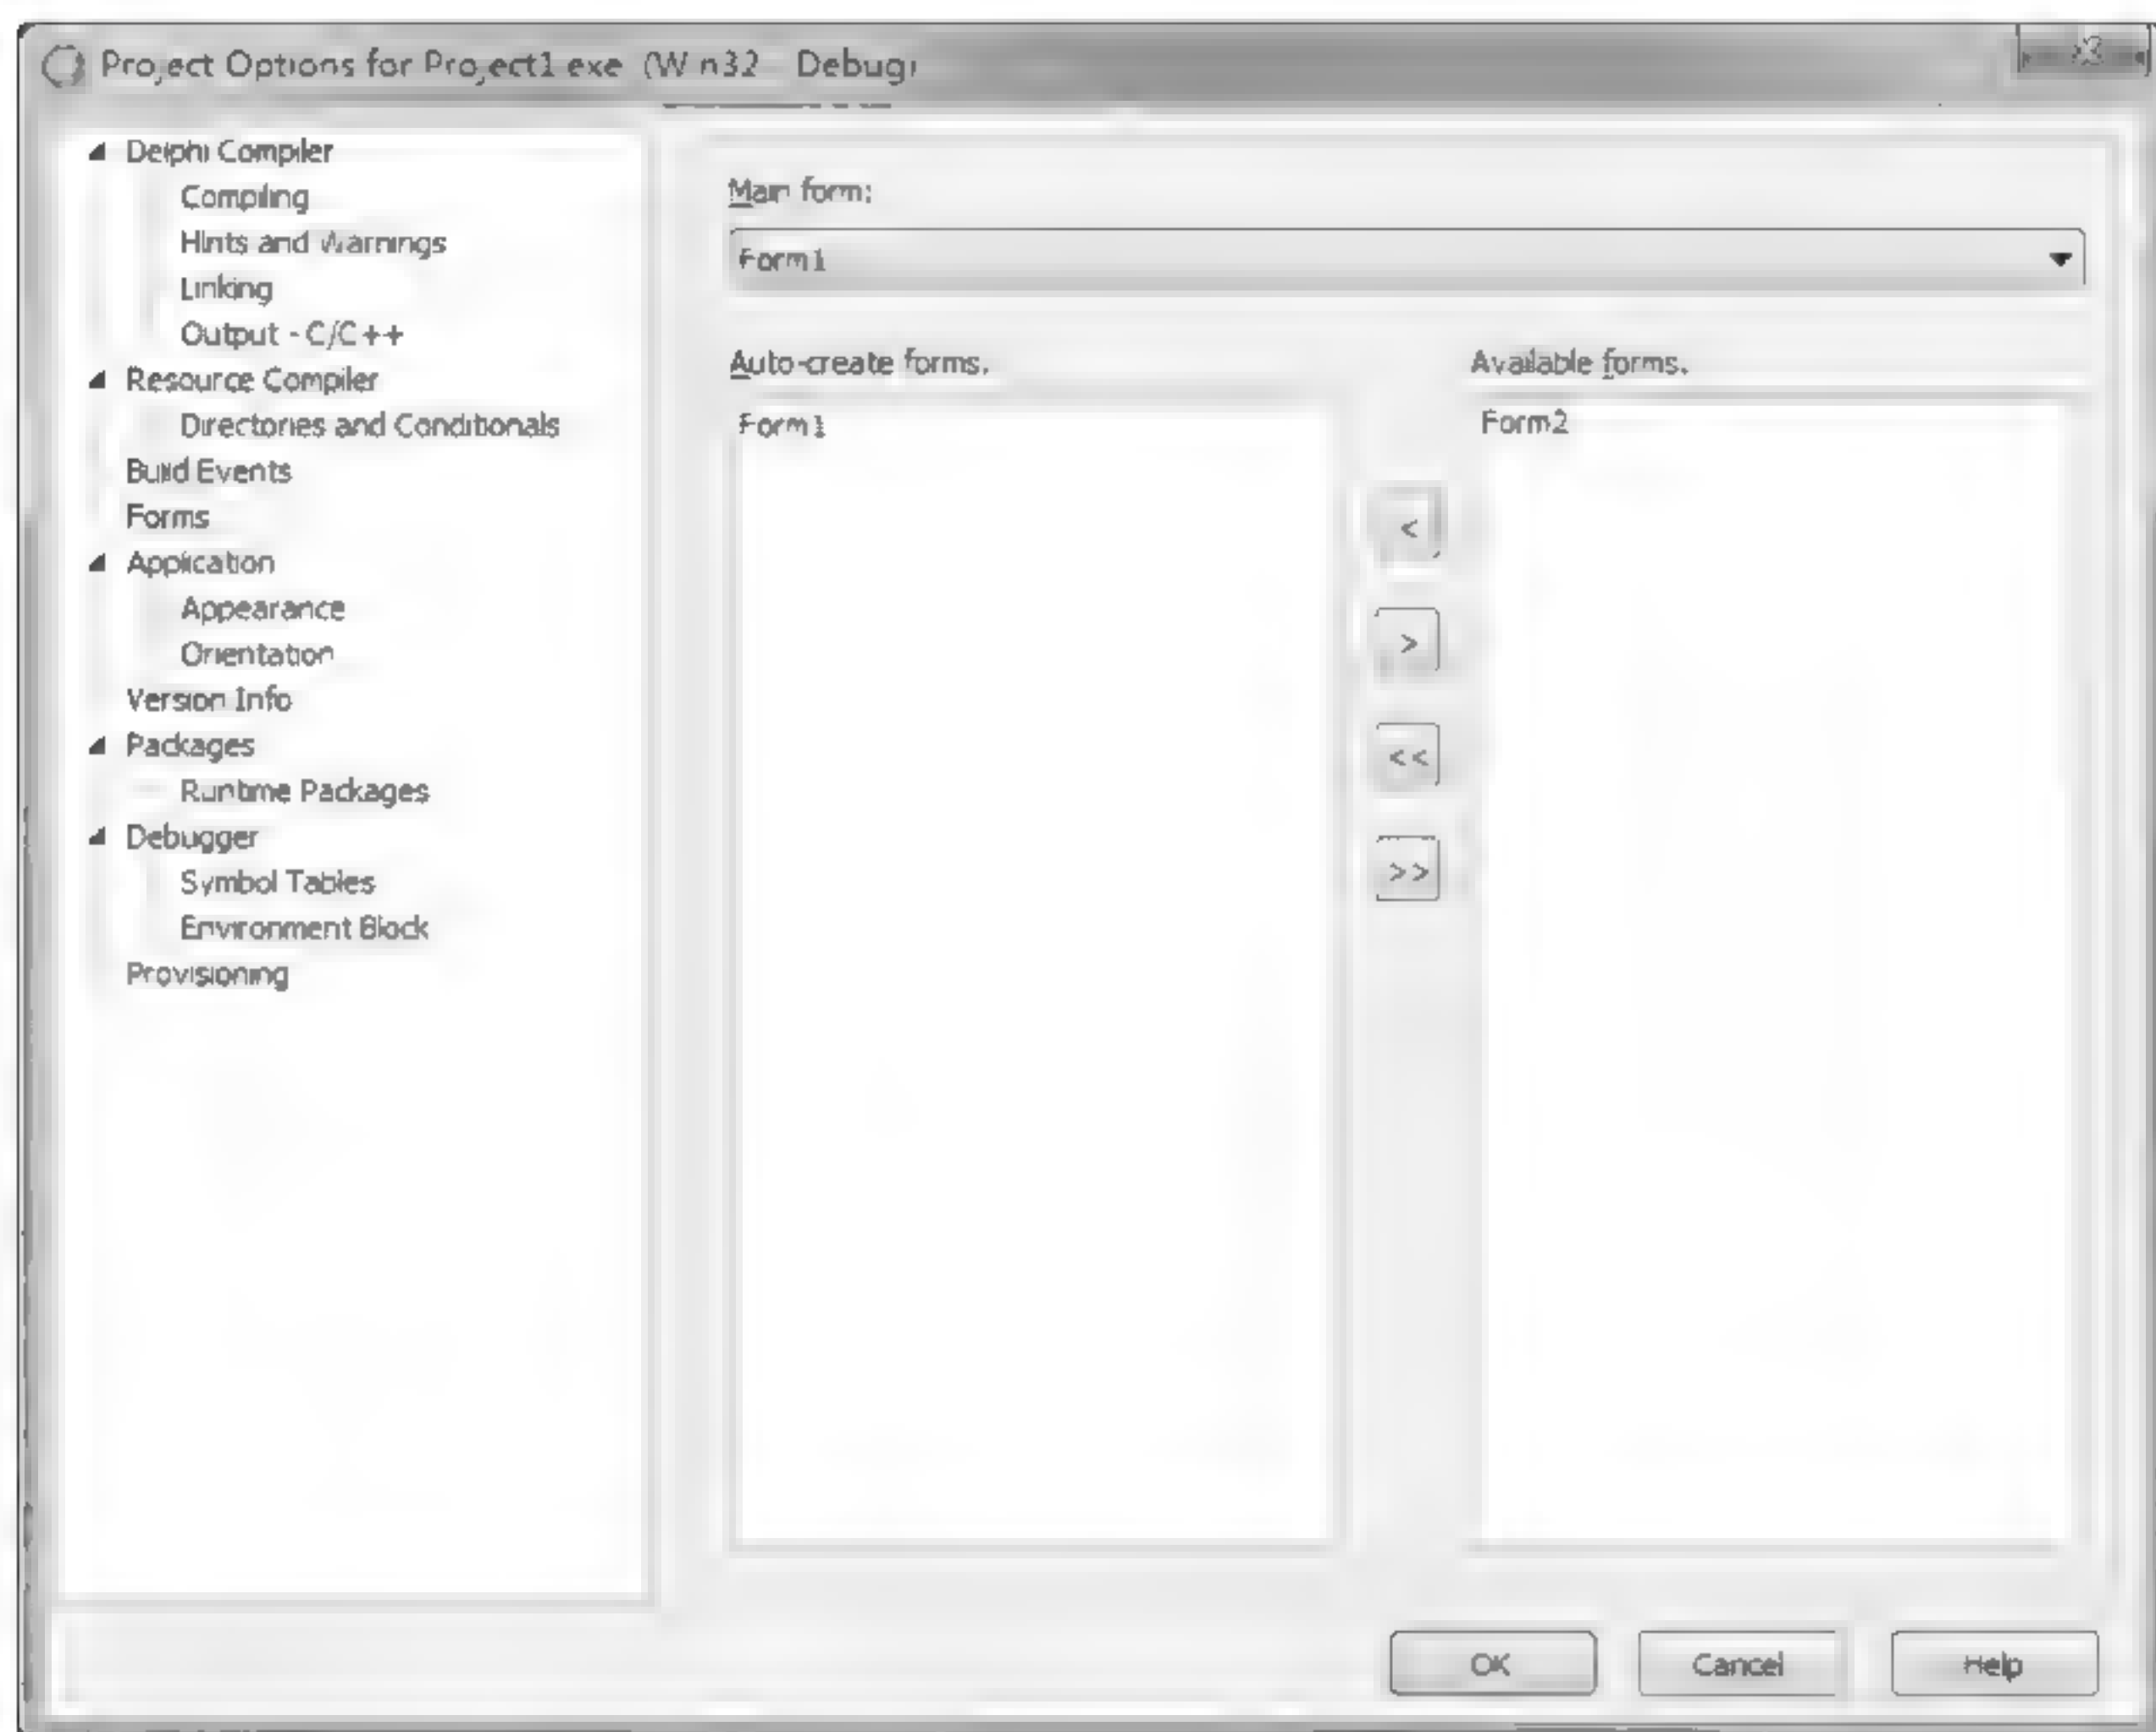 Project Options for Project1.exe (Win32 Debug)
Delphi Compiler
Compiling
Hints and Warnings
Linking
Output - C/C++
Resource Compiler
Directories and Conditionals
Build Events
Forms
Application
Appearance
Orientation
Version Info
Packages
Runtime Packages
Debugger
Symbol Tables
Environment Block
Provisioning
Main form:
Form1
Auto-create forms:
Form1
<
>
<<
>>
Available forms:
Form2
OK
Cancel
Help